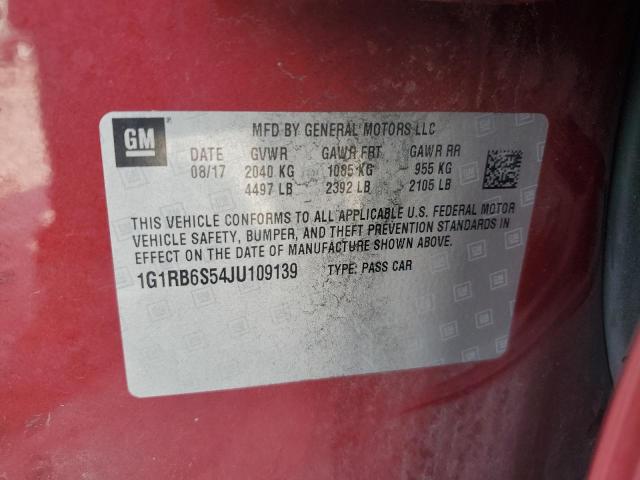 GM
MFD BY GENERAL MOTORS LLC
DATE GVWR GAWR FRT GAWR RR
08/17 2040 KG 1085 KG 955 KG
4497 LB 2392 LB 2105 LB
THIS VEHICLE CONFORMS TO ALL APPLICABLE U.S. FEDERAL MOTOR
VEHICLE SAFETY, BUMPER, AND THEFT PREVENTION STANDARDS IN
EFFECT ON THE DATE OF MANUFACTURE SHOWN ABOVE.
1G1RB6S54JU109139 TYPE: PASS CAR